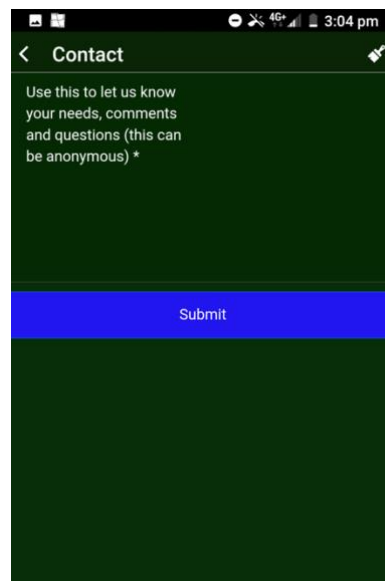 4G+ 3:04 pm
Contact
Use this to let us know
your needs, comments
and questions (this can
be anonymous) *
Submit